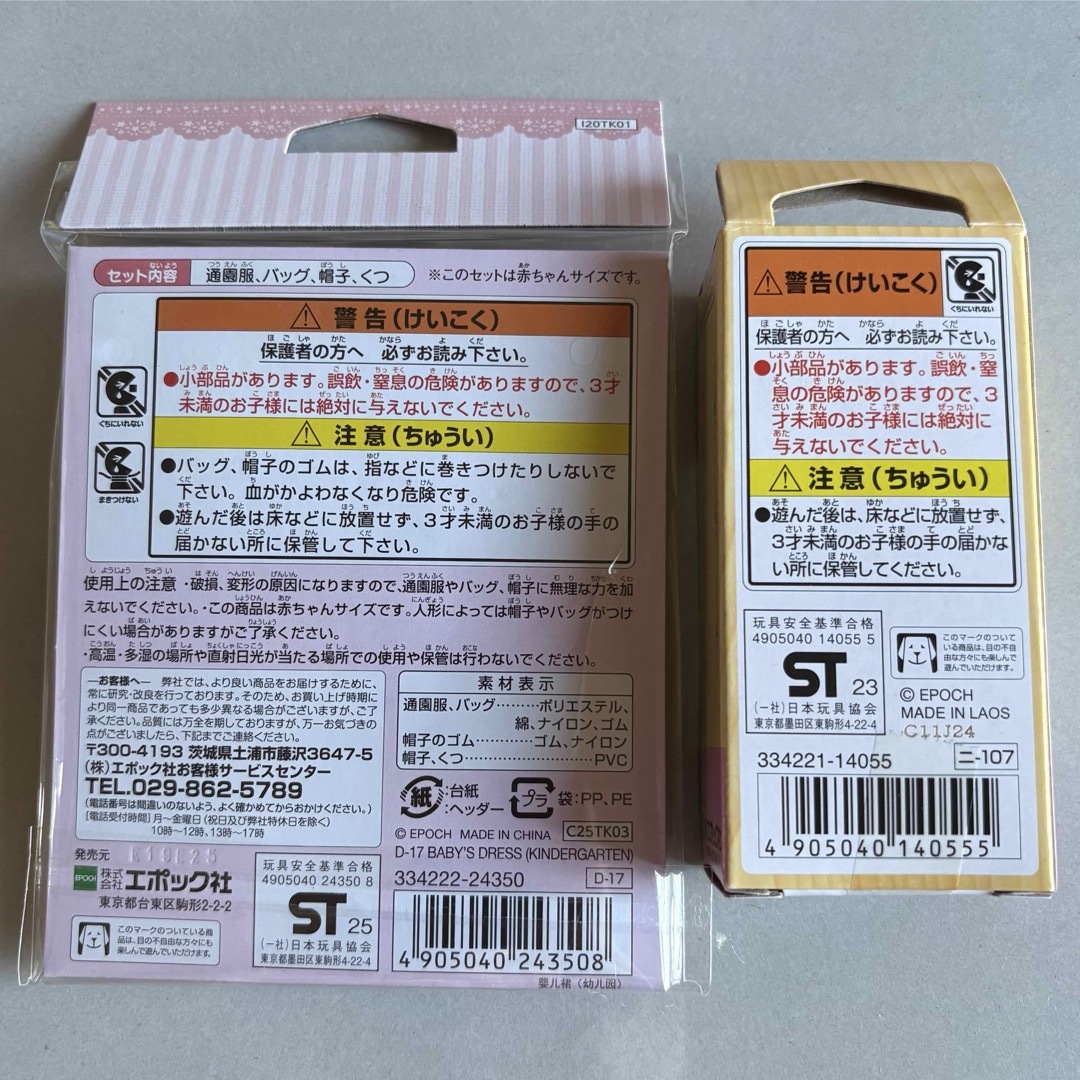 I20TK01
セット内容 通園服、バッグ、帽子、くつ ※このセットは赤ちゃんサイズです。
警告(けいこく)
保護者の方へ 必ずお読み下さい。
●小部品があります。誤飲・窒息の危険がありますので、3才
未満のお子様には絶対に与えないでください。
注意(ちゅうい)
●バッグ、帽子のゴムは、指などに巻きつけたりしないで
下さい。血がかよわなくなり危険です。
●遊んだ後は床などに放置せず、3才未満のお子様の手の
届かない所に保管して下さい。
くちにいれない
まきつけない
使用上の注意 ・破損、変形の原因になりますので、通園服やバッグ、帽子に無理な力を加
えないでください。・この商品は赤ちゃんサイズです。人形によっては帽子やバッグがつけ
にくい場合がありますがご了承ください。
・高温・多湿の場所や直射日光が当たる場所での使用や保管は行わないでください。
―お客様へ― 弊社では、より良い商品をお届けするために、
常に研究・改良を行っております。そのため、お買い上げ時期に
より同一商品であっても多少異なる場合がございますが、ご了
承ください。品質には万全を期しておりますが、万一お気づきの
点がございましたら、下記までご連絡ください。
〒300-4193 茨城県土浦市藤沢3647-5
(株)エポック社お客様サービスセンター
TEL.029-862-5789
(電話番号は間違いのないよう、よく確かめてからおかけください。)
[電話受付時間] 月〜金曜日(祝日及び弊社特休日を除く)
10時〜12時、13時〜17時
素材表示
通園服、バッグ………ポリエステル、
綿、ナイロン、ゴム
帽子のゴム…………ゴム、ナイロン
帽子、くつ…………………PVC
紙 :台紙 :ヘッダー プラ 袋:PP、PE
© EPOCH MADE IN CHINA C25TK03
D-17 BABY'S DRESS (KINDERGARTEN)
334222-24350 D-17
4 905040 243508
婴儿裙(幼儿园)
発売元
EPOCH 株式会社 エポック社
東京都台東区駒形2-2-2
このマークのついている商
品は、目の不自由な方々にも
楽しんで遊んでいただけます。
玩具安全基準合格
4905040 24350 8
ST 25
(一社)日本玩具協会
東京都墨田区東駒形4-22-4
警告(けいこく)
くちにいれない
保護者の方へ 必ずお読み下さい。
●小部品があります。誤飲・窒
息の危険がありますので、3
才未満のお子様には絶対に
与えないでください。
注意(ちゅうい)
●遊んだ後は、床などに放置せず、
3才未満のお子様の手の届かな
い所に保管してください。
玩具安全基準合格
4905040 14055 5
ST 23
(一社)日本玩具協会
東京都墨田区東駒形4-22-4
このマークのついて
いる商品は、目の不自由
な方々にも楽しんで遊
んでいただけます。
© EPOCH
MADE IN LAOS
C11J24
334221-14055 ニ-107
4 905040 140555